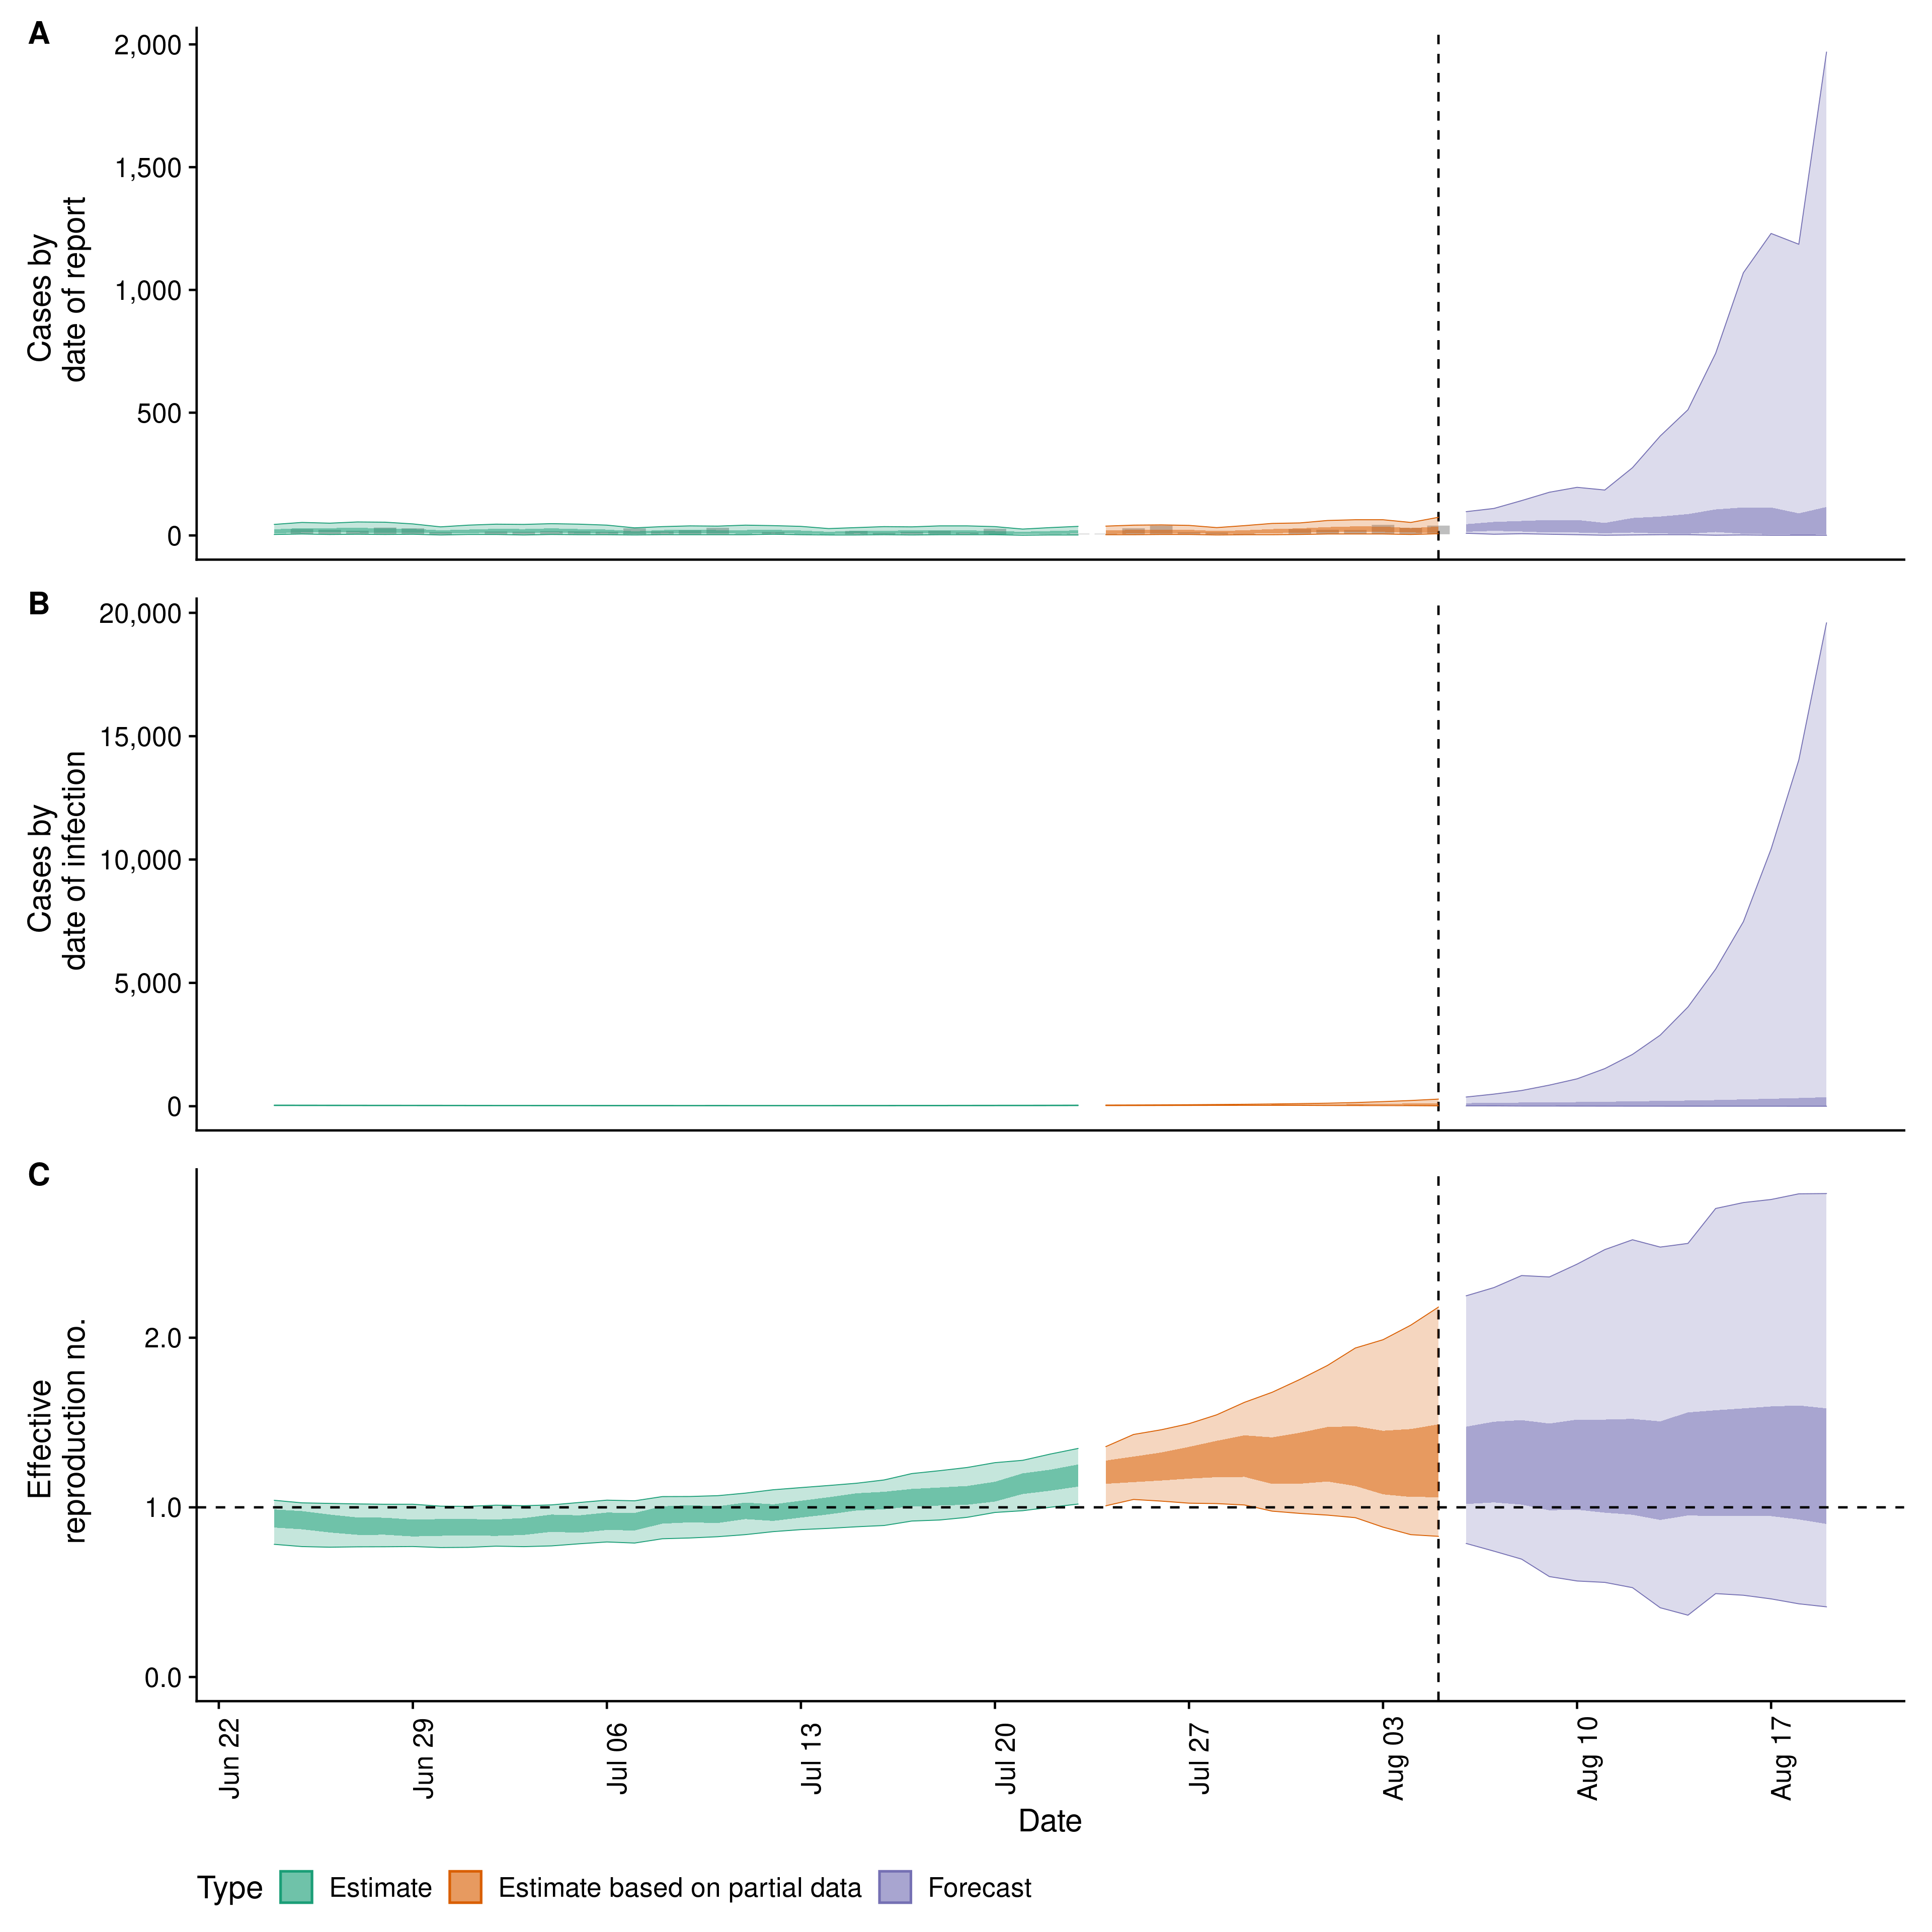 A
2,000
1,500
1,000
500
0
Cases by
date of report
B
20,000
15,000
10,000
5,000
0
Cases by
date of infection
C
2.0
1.0
0.0
Effective
reproduction no.
Jun 22
Jun 29
Jul 06
Jul 13
Jul 20
Jul 27
Aug 03
Aug 10
Aug 17
Date
Type Estimate Estimate based on partial data Forecast